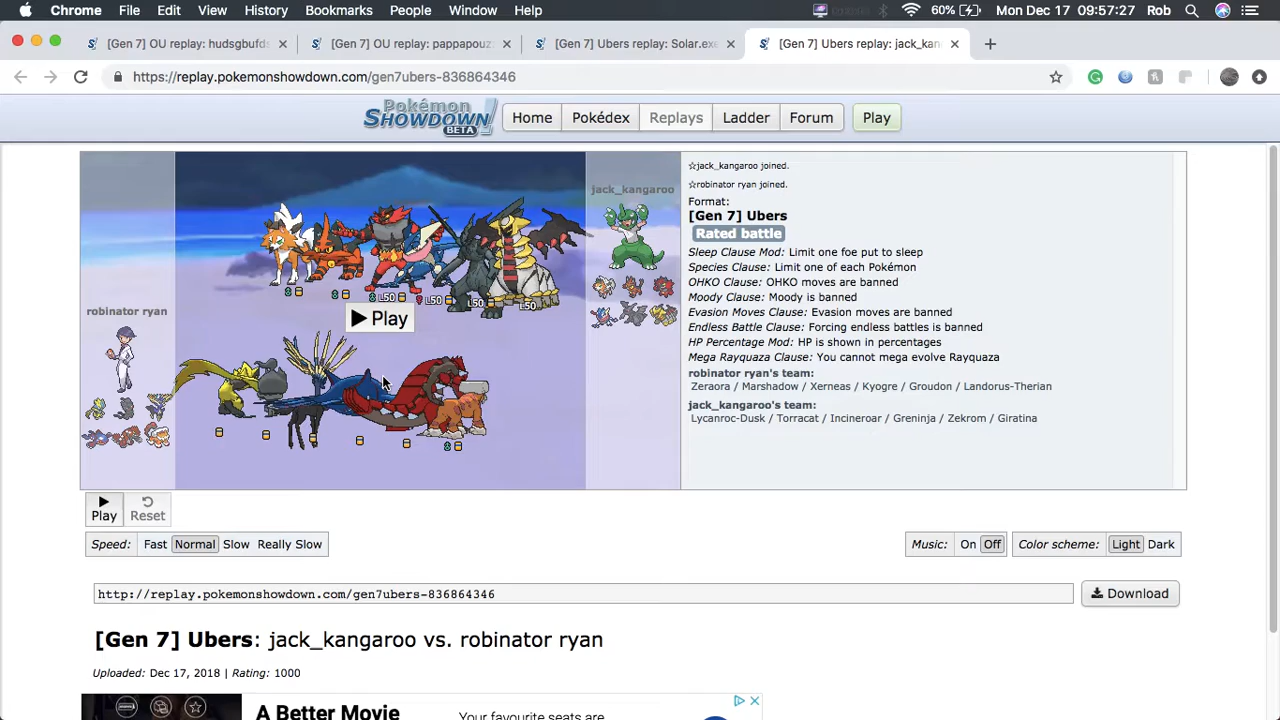 Chrome File Edit View History Bookmarks People Window Help 60% Mon Dec 17 09:57:27 Rob
[Gen 7] OU replay: hudsgbufds × [Gen 7] OU replay: pappapouz × [Gen 7] Ubers replay: Solar.exe × [Gen 7] Ubers replay: jack_kan ×
https://replay.pokemonshowdown.com/gen7ubers-836864346
Pokémon SHOWDOWN! BETA Home Pokédex Replays Ladder Forum Play
☆jack_kangaroo joined.
☆robinator ryan joined.
Format:
[Gen 7] Ubers
Rated battle
Sleep Clause Mod: Limit one foe put to sleep
Species Clause: Limit one of each Pokémon
OHKO Clause: OHKO moves are banned
Moody Clause: Moody is banned
Evasion Moves Clause: Evasion moves are banned
Endless Battle Clause: Forcing endless battles is banned
HP Percentage Mod: HP is shown in percentages
Mega Rayquaza Clause: You cannot mega evolve Rayquaza
robinator ryan's team:
Zeraora / Marshadow / Xerneas / Kyogre / Groudon / Landorus-Therian
jack_kangaroo's team:
Lycanroc-Dusk / Torracat / Incineroar / Greninja / Zekrom / Giratina
jack_kangaroo
L50 L50 L50 L50
Play
robinator ryan
Play Reset
Speed: Fast Normal Slow Really Slow Music: On Off Color scheme: Light Dark
http://replay.pokemonshowdown.com/gen7ubers-836864346 Download
[Gen 7] Ubers: jack_kangaroo vs. robinator ryan
Uploaded: Dec 17, 2018 | Rating: 1000
A Better Movie Your favourite seats are